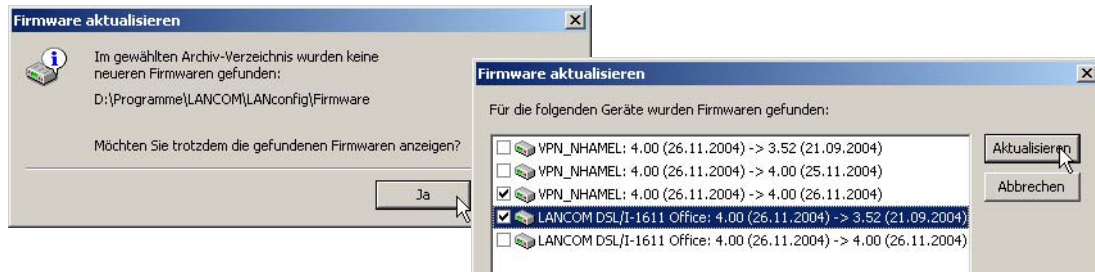 Firmware aktualisieren
Im gewählten Archiv-Verzeichnis wurden keine
neueren Firmwaren gefunden:
D:\Programme\LANCOM\LANconfig\Firmware
Möchten Sie trotzdem die gefundenen Firmwaren anzeigen?
Ja
Firmware aktualisieren
Für die folgenden Geräte wurden Firmwaren gefunden:
VPN_NHAMEL: 4.00 (26.11.2004) -> 3.52 (21.09.2004)
VPN_NHAMEL: 4.00 (26.11.2004) -> 4.00 (25.11.2004)
VPN_NHAMEL: 4.00 (26.11.2004) -> 4.00 (26.11.2004)
LANCOM DSL/I-1611 Office: 4.00 (26.11.2004) -> 3.52 (21.09.2004)
LANCOM DSL/I-1611 Office: 4.00 (26.11.2004) -> 4.00 (26.11.2004)
Aktualisieren
Abbrechen